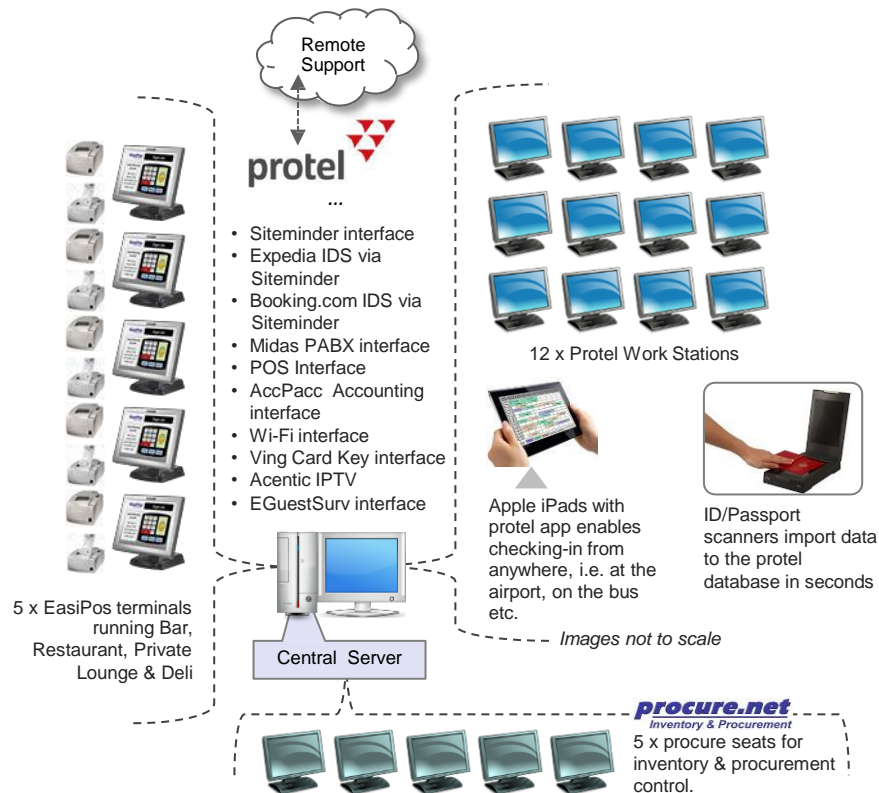 Remote
Support
protel
...
• Siteminder interface
• Expedia IDS via
Siteminder
• Booking.com IDS via
Siteminder
• Midas PABX interface
• POS Interface
• AccPacc Accounting
interface
• Wi-Fi interface
• Ving Card Key interface
• Acentic IPTV
• EGuestSurv interface
5 x EasiPos terminals
running Bar,
Restaurant, Private
Lounge & Deli
12 x Protel Work Stations
Apple iPads with
protel app enables
checking-in from
anywhere, i.e. at the
airport, on the bus
etc.
ID/Passport
scanners import data
to the protel
database in seconds
Images not to scale
Central Server
procure.net
Inventory & Procurement
5 x procure seats for
inventory & procurement
control.